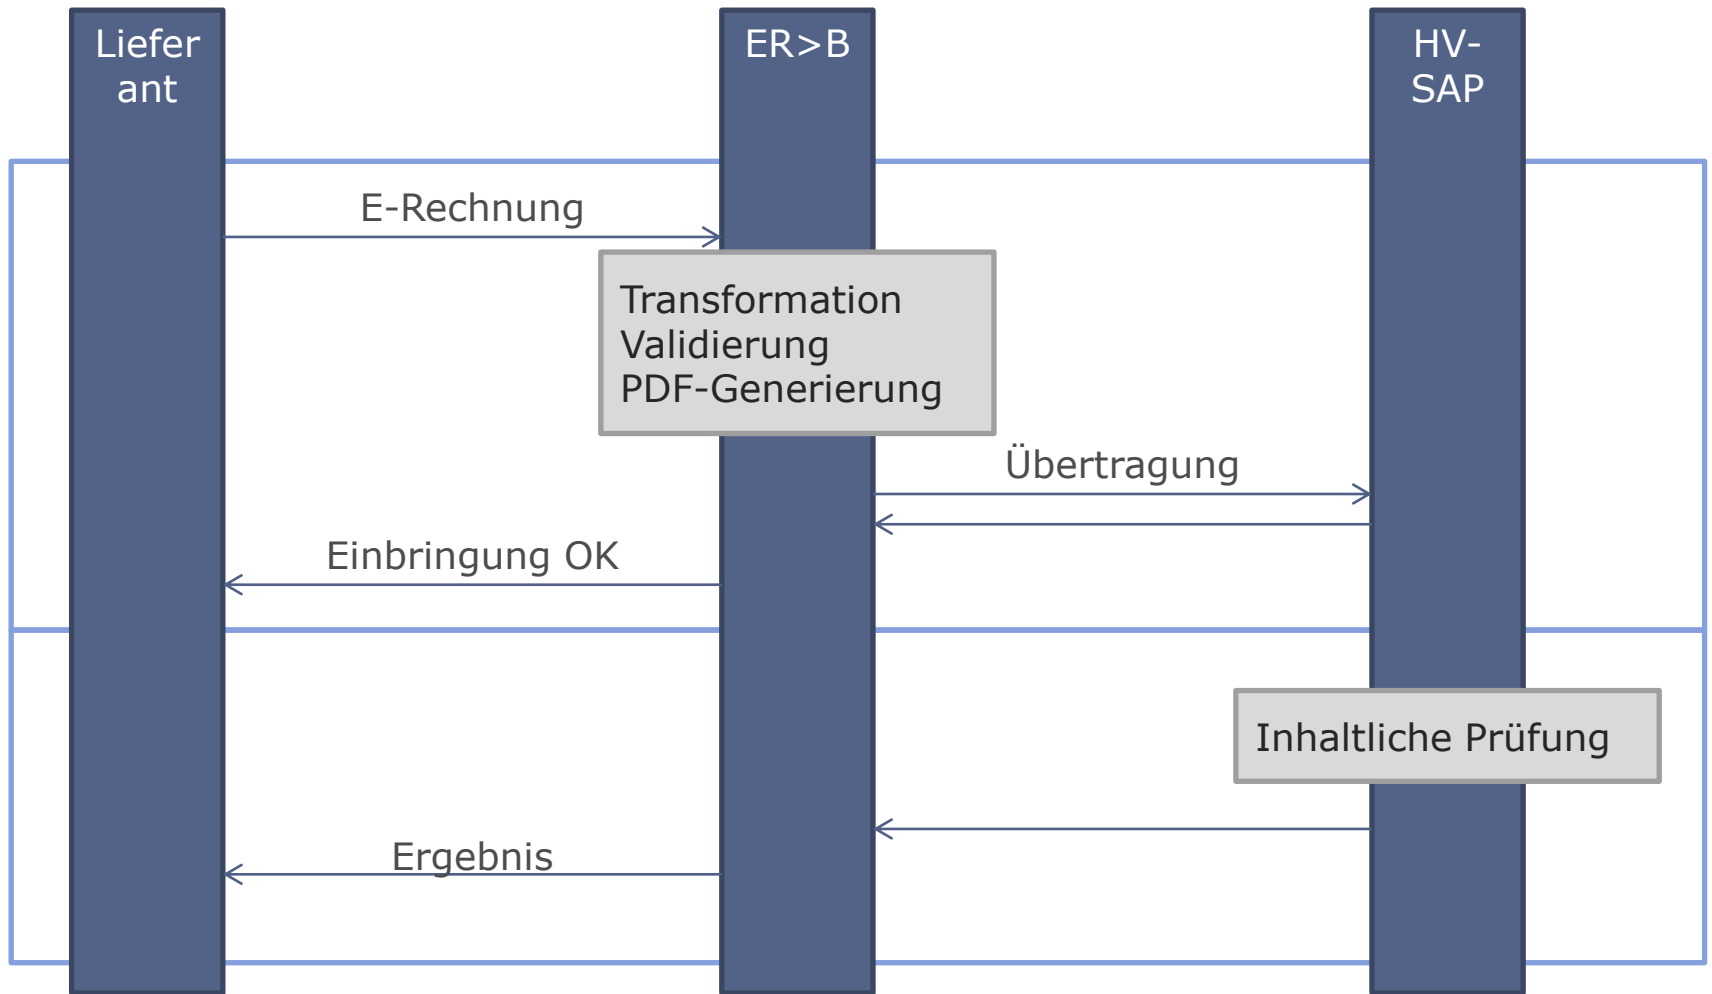 Liefer
ant
ER>B
HV-
SAP
E-Rechnung
Transformation
Validierung
PDF-Generierung
Übertragung
Einbringung OK
Inhaltliche Prüfung
Ergebnis